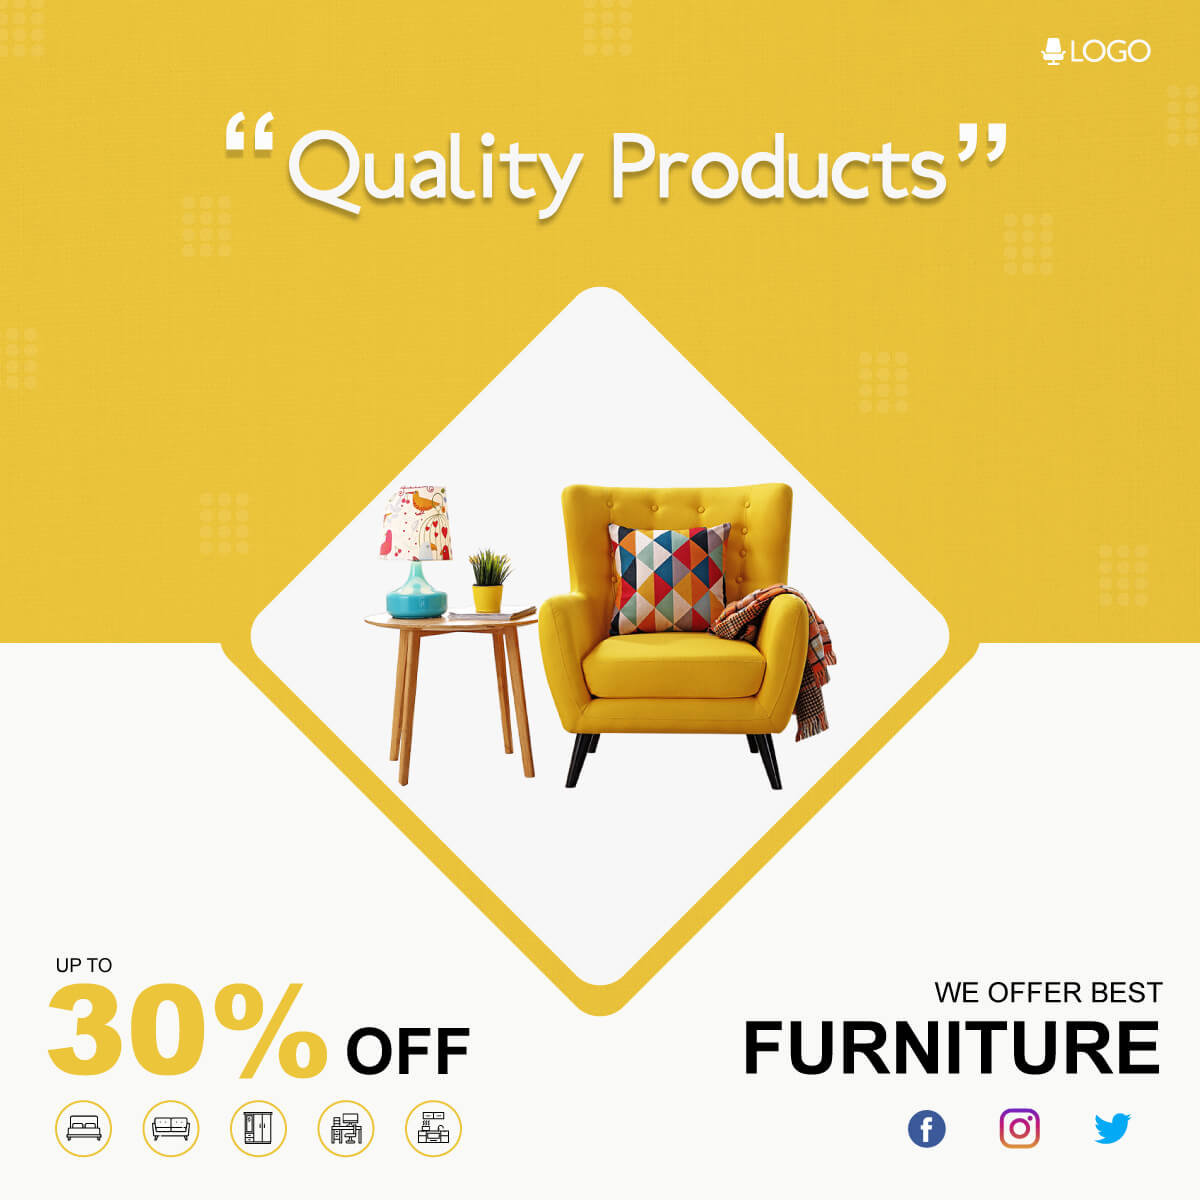 LOGO
“Quality Products”
UP TO
30% OFF
WE OFFER BEST
FURNITURE